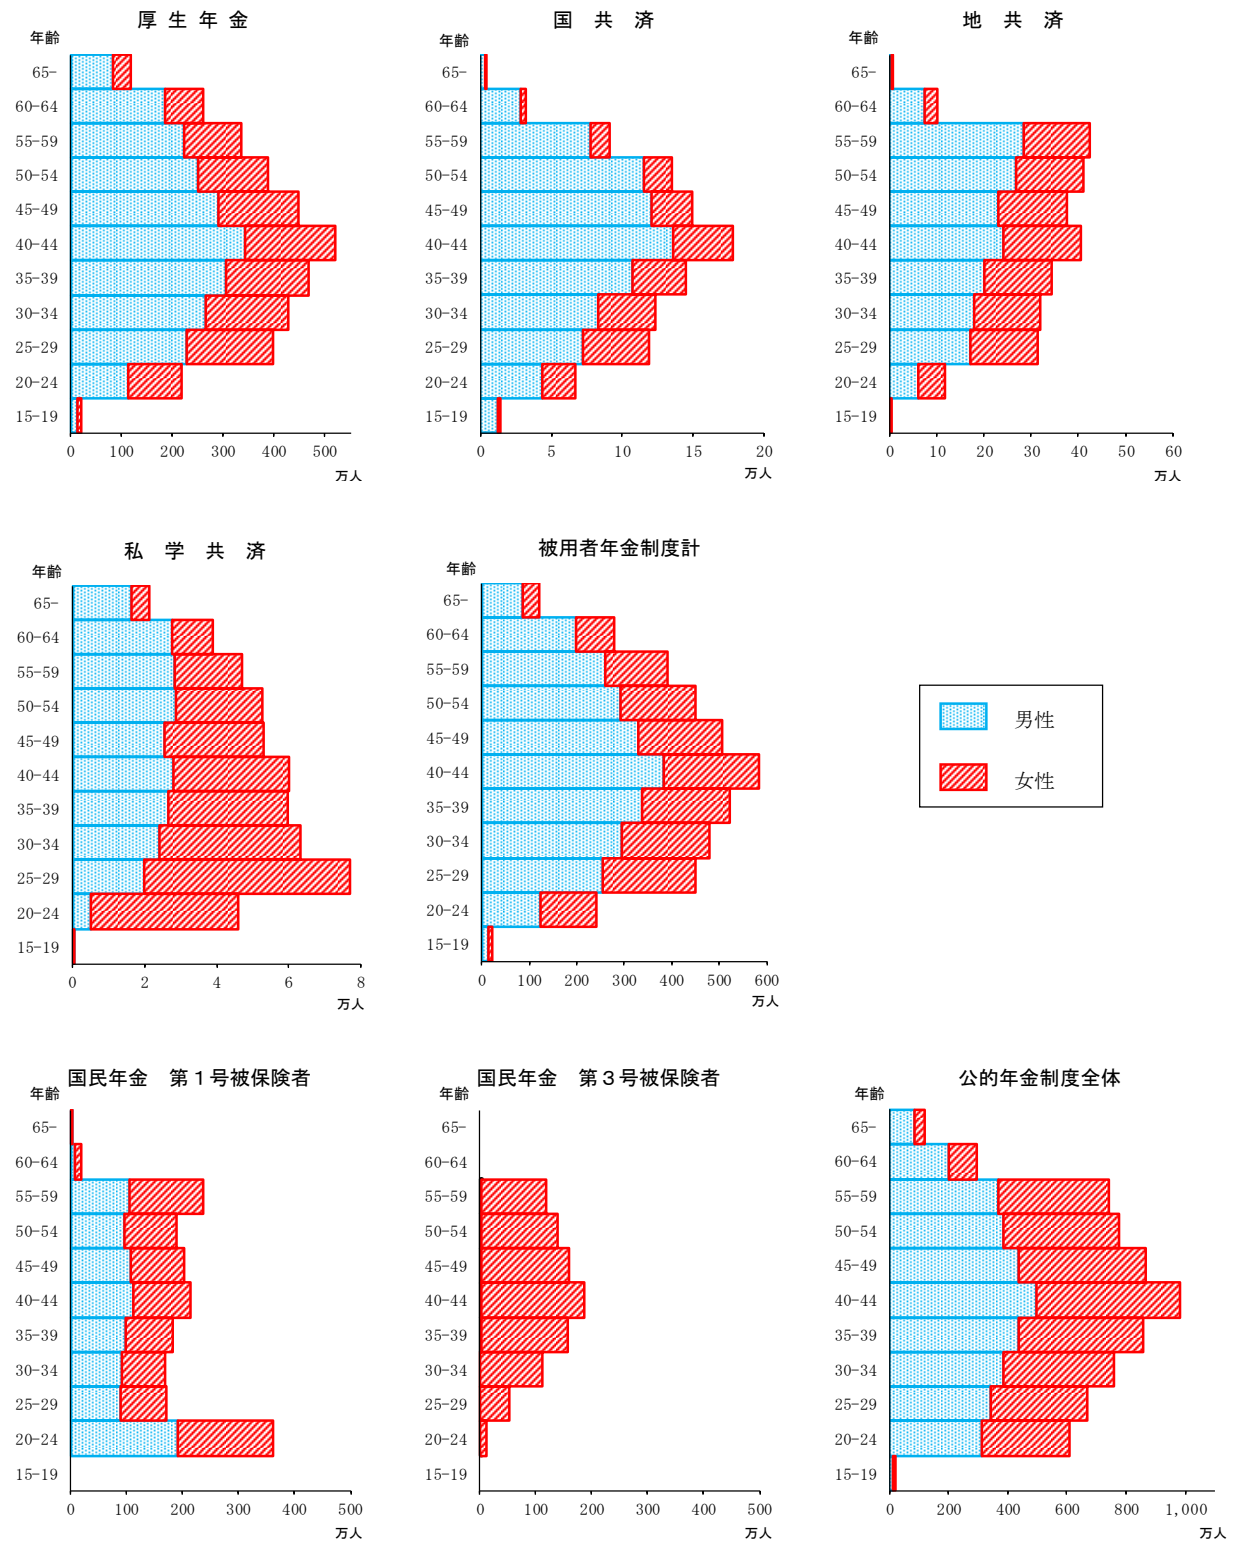 厚 生 年 金
年齢
65-
60-64
55-59
50-54
45-49
40-44
35-39
30-34
25-29
20-24
15-19
0 100 200 300 400 500
万人
国 共 済
年齢
65-
60-64
55-59
50-54
45-49
40-44
35-39
30-34
25-29
20-24
15-19
0 5 10 15 20
万人
地 共 済
年齢
65-
60-64
55-59
50-54
45-49
40-44
35-39
30-34
25-29
20-24
15-19
0 10 20 30 40 50 60
万人
私 学 共 済
年齢
65-
60-64
55-59
50-54
45-49
40-44
35-39
30-34
25-29
20-24
15-19
0 2 4 6 8
万人
被用者年金制度計
年齢
65-
60-64
55-59
50-54
45-49
40-44
35-39
30-34
25-29
20-24
15-19
0 100 200 300 400 500 600
万人
男性
女性
国民年金 第1号被保険者
年齢
65-
60-64
55-59
50-54
45-49
40-44
35-39
30-34
25-29
20-24
15-19
0 100 200 300 400 500
万人
国民年金 第3号被保険者
年齢
65-
60-64
55-59
50-54
45-49
40-44
35-39
30-34
25-29
20-24
15-19
0 100 200 300 400 500
万人
公的年金制度全体
年齢
65-
60-64
55-59
50-54
45-49
40-44
35-39
30-34
25-29
20-24
15-19
0 200 400 600 800 1,000
万人